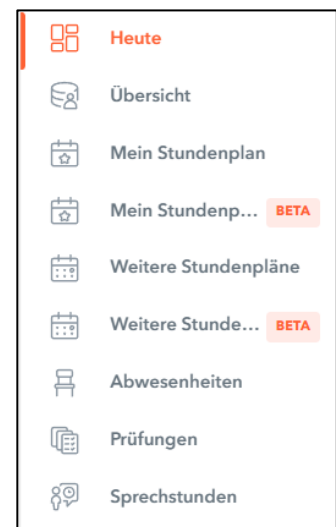 Heute
Übersicht
Mein Stundenplan
Mein Stundenp... BETA
Weitere Stundenpläne
Weitere Stunde... BETA
Abwesenheiten
Prüfungen
Sprechstunden